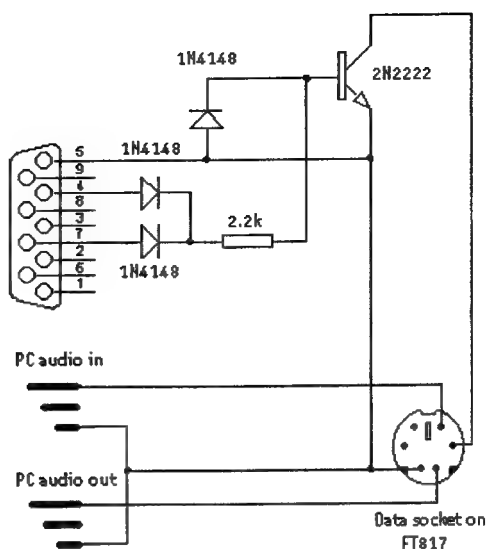 1N4148
2N2222
5
9
4
8
3
7
2
6
1
1N4148
2.2k
1N4148
PC audio in
PC audio out
Data socket on
FT817